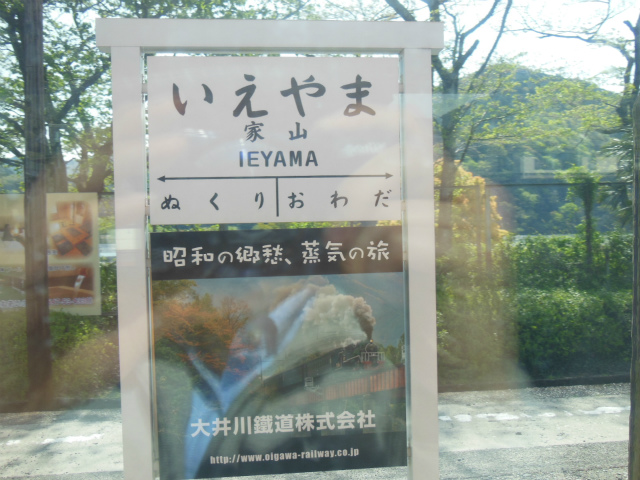 いえやま
家山
IEYAMA
ぬくり おわだ
昭和の郷愁、蒸気の旅
大井川鐵道株式会社
http://www.oigawa-railway.co.jp